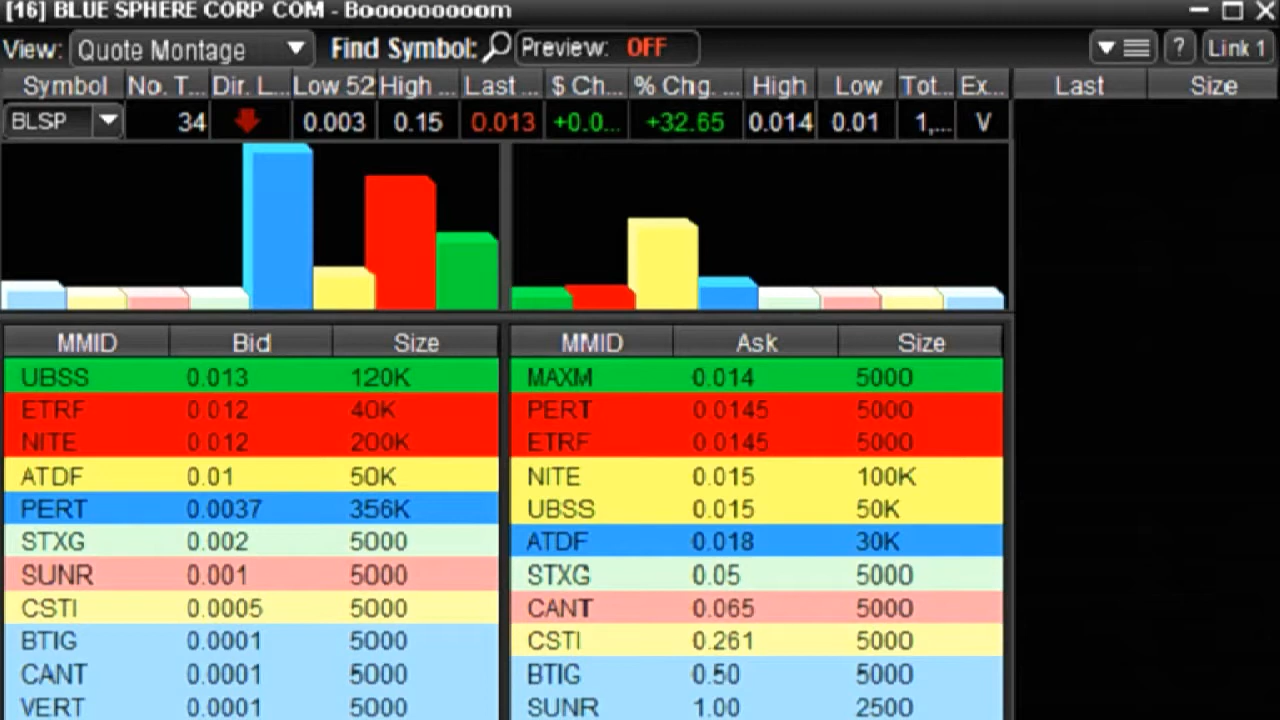 [16] BLUE SPHERE CORP COM - Booooooooom
View: Quote Montage Find Symbol: Preview: OFF ? Link 1
Symbol No. T... Dir. L... Low 52 High ... Last ... $ Ch... % Chg. ... High Low Tot... Ex... Last Size
BLSP 34 0.003 0.15 0.013 +0.0... +32.65 0.014 0.01 1,... V
MMID Bid Size MMID Ask Size
UBSS 0.013 120K MAXM 0.014 5000
ETRF 0.012 40K PERT 0.0145 5000
NITE 0.012 200K ETRF 0.0145 5000
ATDF 0.01 50K NITE 0.015 100K
PERT 0.0037 356K UBSS 0.015 50K
STXG 0.002 5000 ATDF 0.018 30K
SUNR 0.001 5000 STXG 0.05 5000
CSTI 0.0005 5000 CANT 0.065 5000
BTIG 0.0001 5000 CSTI 0.261 5000
CANT 0.0001 5000 BTIG 0.50 5000
VERT 0.0001 5000 SUNR 1.00 2500